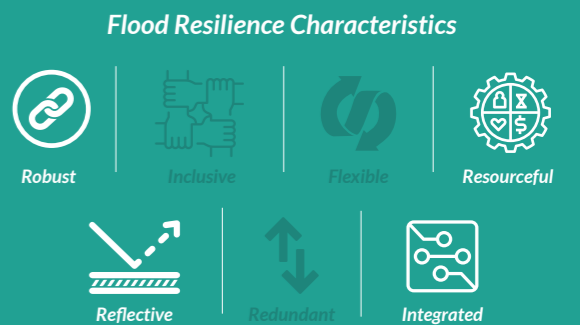 Flood Resilience Characteristics
Robust
Inclusive
Flexible
Resourceful
Reflective
Redundant
Integrated